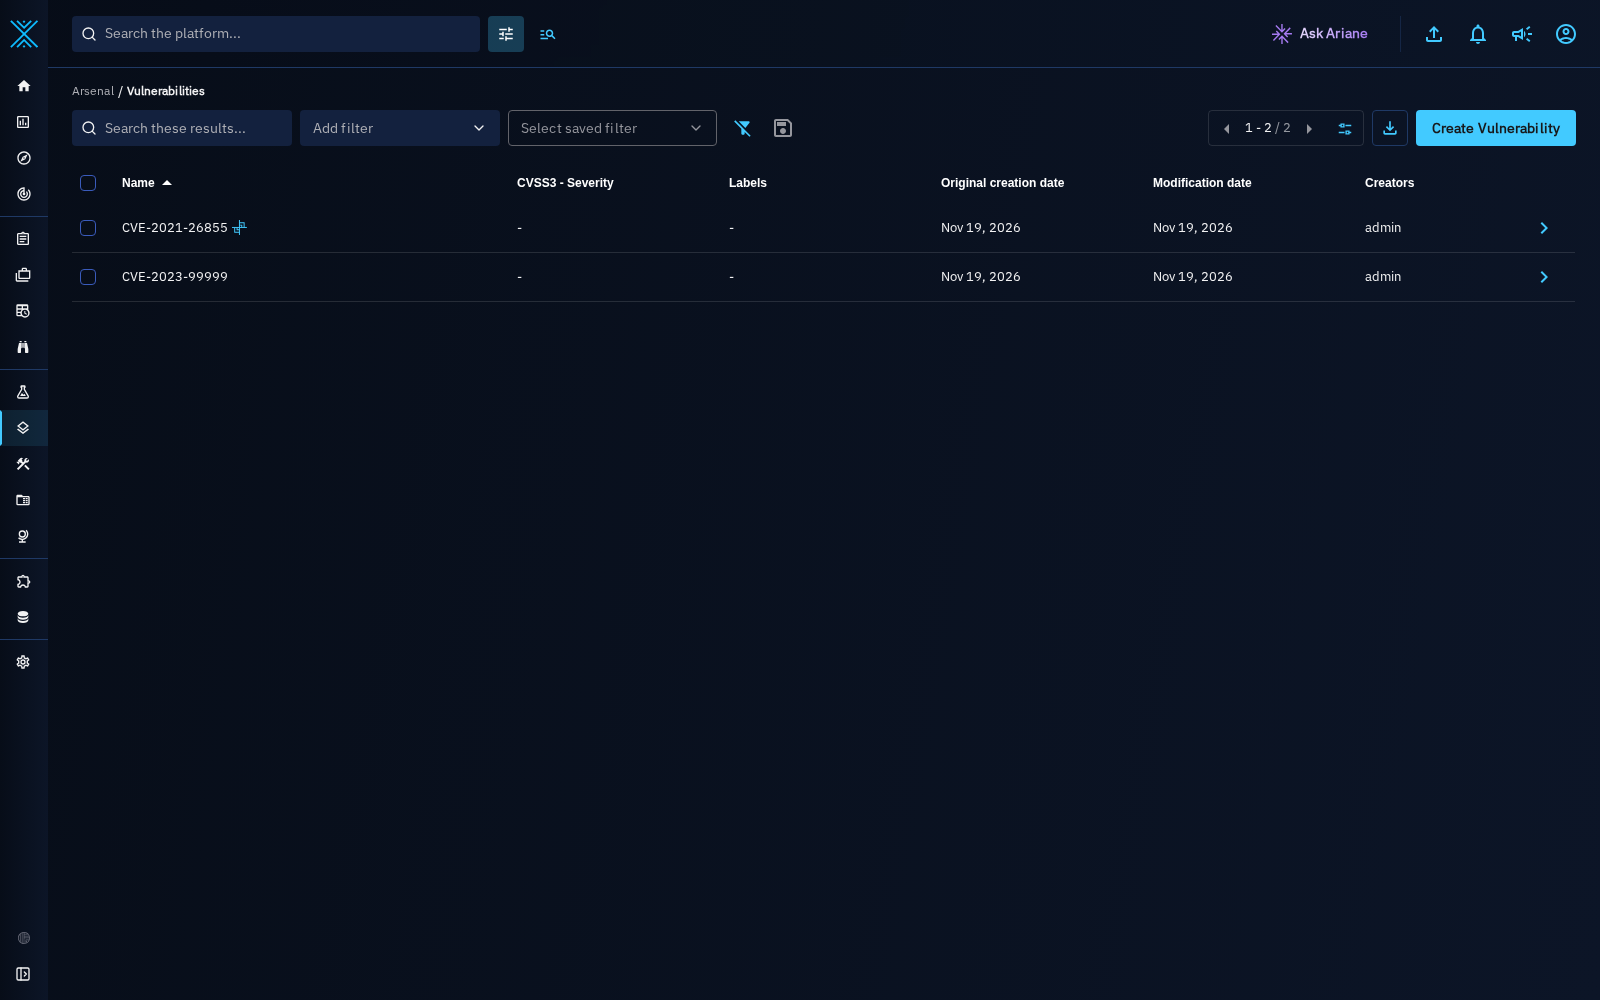 Search the platform...
Ask Ariane
Arsenal / Vulnerabilities
Search these results...
Add filter
Select saved filter
1 - 2 / 2
Create Vulnerability
Name
CVSS3 - Severity
Labels
Original creation date
Modification date
Creators
CVE-2021-26855
-
-
Nov 19, 2026
Nov 19, 2026
admin
CVE-2023-99999
-
-
Nov 19, 2026
Nov 19, 2026
admin